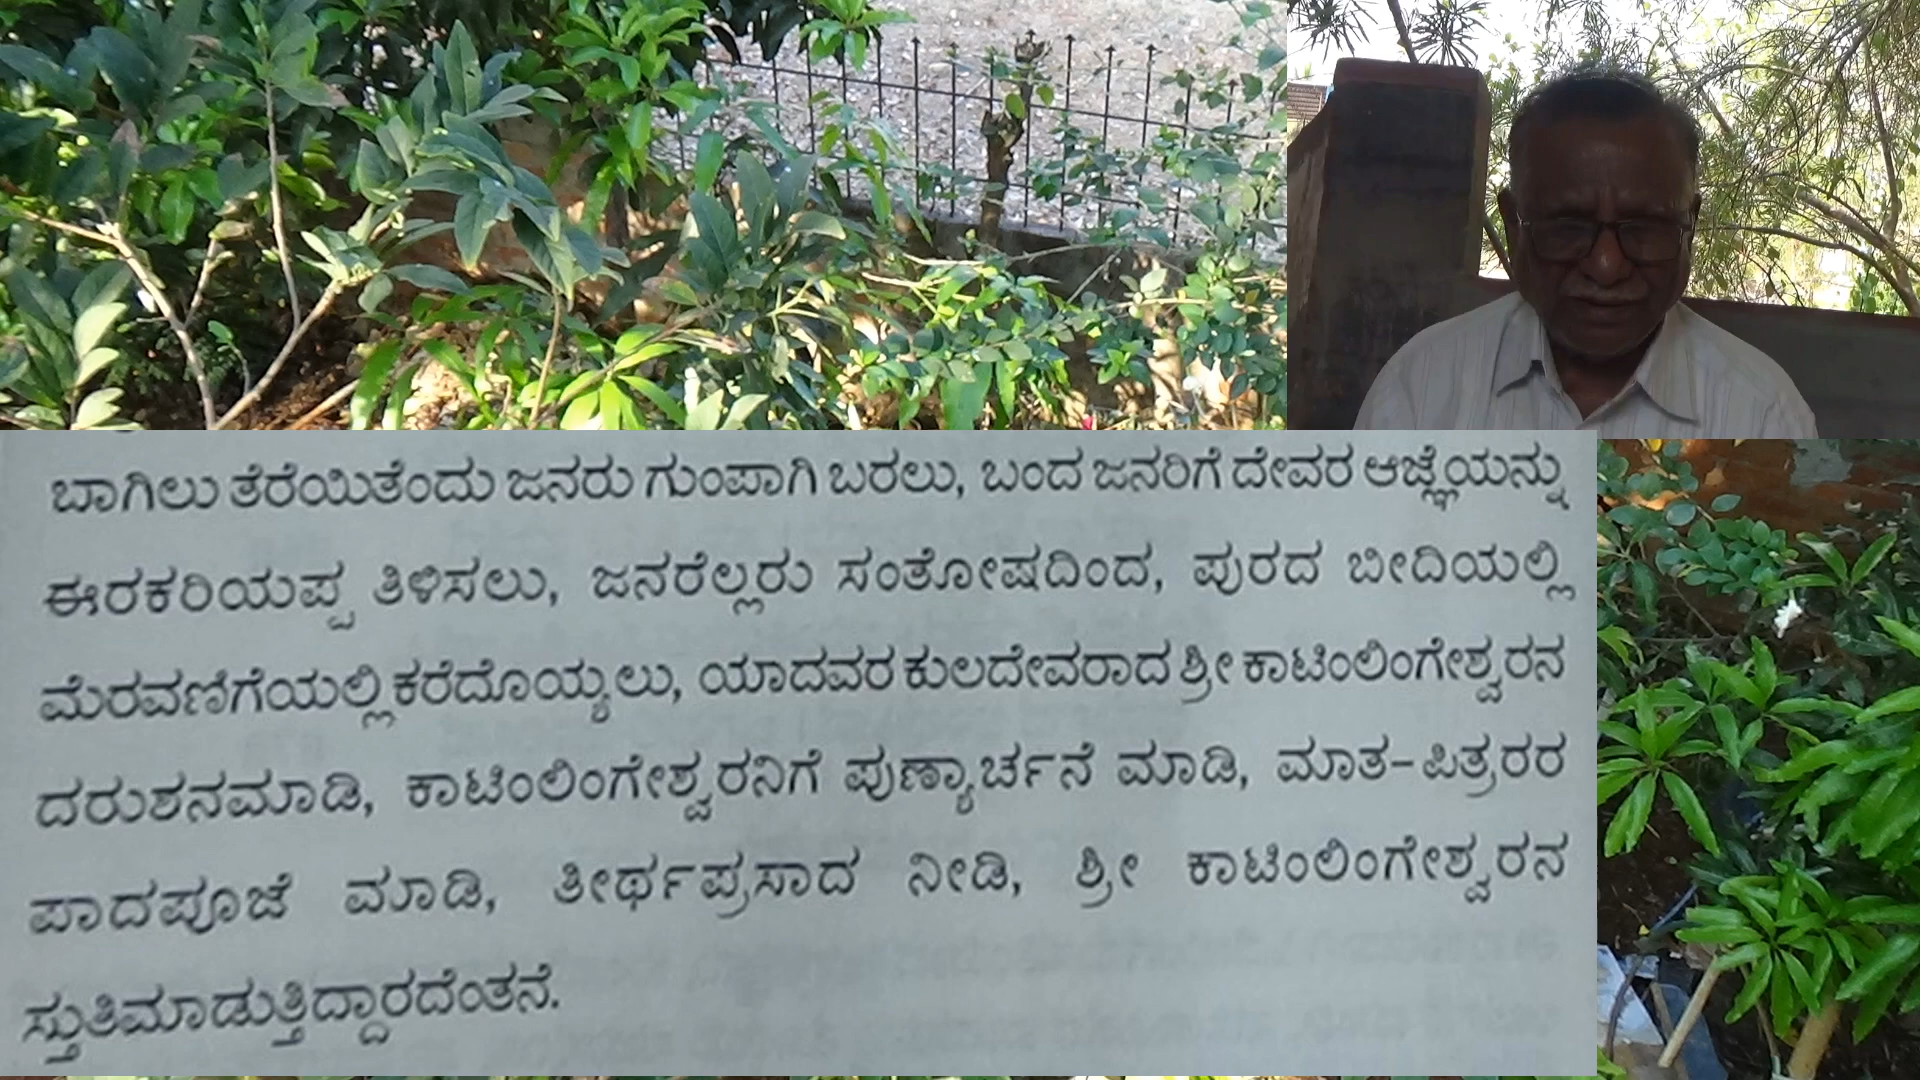 ಬಾಗಿಲು ತೆರೆಯಿತೆಂದು ಜನರು ಗುಂಪಾಗಿ ಬರಲು, ಬಂದ ಜನರಿಗೆ ದೇವರ ಆಜ್ಞೆಯನ್ನು
ಈರಕರಿಯಪ್ಪ ತಿಳಿಸಲು, ಜನರೆಲ್ಲರು ಸಂತೋಷದಿಂದ, ಪುರದ ಬೀದಿಯಲ್ಲಿ
ಮೆರವಣಿಗೆಯಲ್ಲಿ ಕರೆದೊಯ್ಯಲು, ಯಾದವರ ಕುಲದೇವರಾದ ಶ್ರೀ ಕಾಟಿಂಲಿಂಗೇಶ್ವರನ
ದರುಶನಮಾಡಿ, ಕಾಟಿಂಲಿಂಗೇಶ್ವರನಿಗೆ ಪುಣ್ಯಾರ್ಚನೆ ಮಾಡಿ, ಮಾತ-ಪಿತ್ರರರ
ಪಾದಪೂಜೆ ಮಾಡಿ, ತೀರ್ಥಪ್ರಸಾದ ನೀಡಿ, ಶ್ರೀ ಕಾಟಿಂಲಿಂಗೇಶ್ವರನ
ಸ್ತುತಿಮಾಡುತ್ತಿದ್ದಾರದೆಂತನೆ.